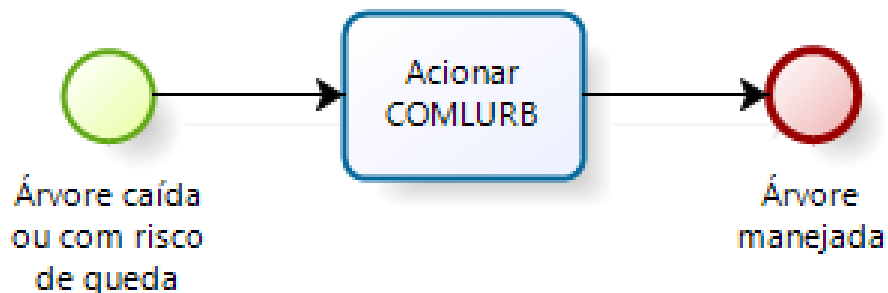 Acionar
COMLURB
Árvore caída
ou com risco
de queda
Árvore
manejada